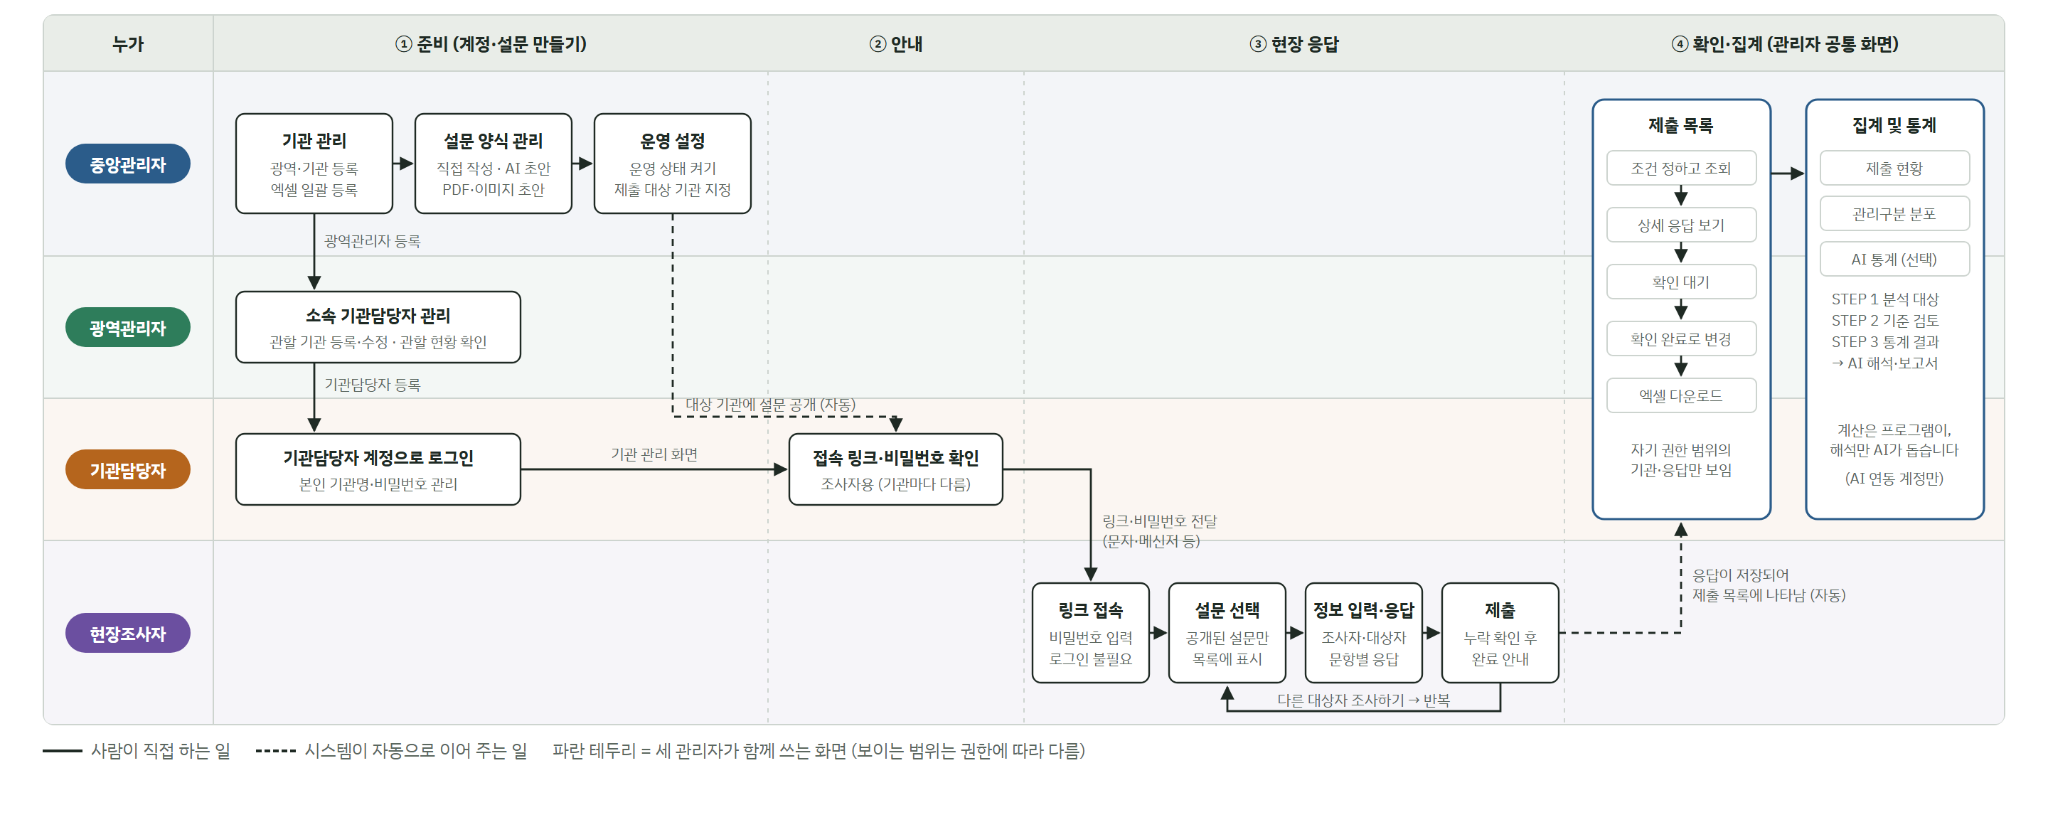 누가
① 준비 (계정·설문 만들기)
② 안내
③ 현장 응답
④ 확인·집계 (관리자 공통 화면)
중앙관리자
기관 관리
광역·기관 등록
엑셀 일괄 등록
설문 양식 관리
직접 작성 · AI 초안
PDF·이미지 초안
운영 설정
운영 상태 켜기
제출 대상 기관 지정
광역관리자 등록
광역관리자
소속 기관담당자 관리
관할 기관 등록·수정 · 관할 현황 확인
기관담당자 등록
대상 기관에 설문 공개 (자동)
기관담당자
기관담당자 계정으로 로그인
본인 기관명·비밀번호 관리
기관 관리 화면
접속 링크·비밀번호 확인
조사자용 (기관마다 다름)
링크·비밀번호 전달
(문자·메신저 등)
현장조사자
링크 접속
비밀번호 입력
로그인 불필요
설문 선택
공개된 설문만
목록에 표시
정보 입력·응답
조사자·대상자
문항별 응답
제출
누락 확인 후
완료 안내
다른 대상자 조사하기 → 반복
제출 목록
조건 정하고 조회
상세 응답 보기
확인 대기
확인 완료로 변경
엑셀 다운로드
자기 권한 범위의
기관·응답만 보임
집계 및 통계
제출 현황
관리구분 분포
AI 통계 (선택)
STEP 1 분석 대상
STEP 2 기준 검토
STEP 3 통계 결과
→ AI 해석·보고서
계산은 프로그램이,
해석만 AI가 돕습니다
(AI 연동 계정만)
응답이 저장되어
제출 목록에 나타남 (자동)
사람이 직접 하는 일
시스템이 자동으로 이어 주는 일
파란 테두리 = 세 관리자가 함께 쓰는 화면 (보이는 범위는 권한에 따라 다름)